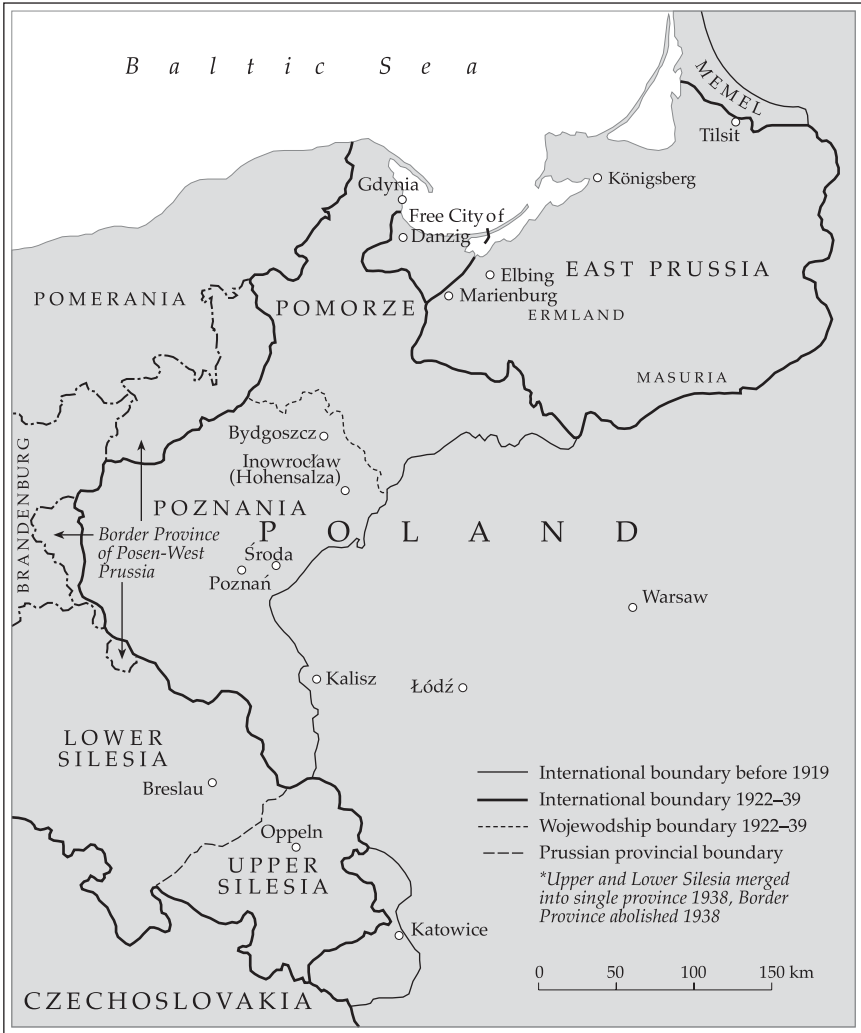 Baltic Sea
MEMEL
Tilsit
Gdynia
Königsberg
Free City of
Danzig
Elbing
EAST PRUSSIA
POMERANIA
POMORZE
Marienburg
ERMLAND
MASURIA
BRANDENBURG
Bydgoszcz
Inowrocław
(Hohensalza)
POZNANIA
POLAND
Border Province
of Posen-West
Prussia
Środa
Poznań
Warsaw
Kalisz
Łódź
LOWER
SILESIA
Breslau
Oppeln
UPPER
SILESIA
Katowice
CZECHOSLOVAKIA
International boundary before 1919
International boundary 1922–39
Wojewodship boundary 1922–39
Prussian provincial boundary
*Upper and Lower Silesia merged
into single province 1938, Border
Province abolished 1938
0 50 100 150 km